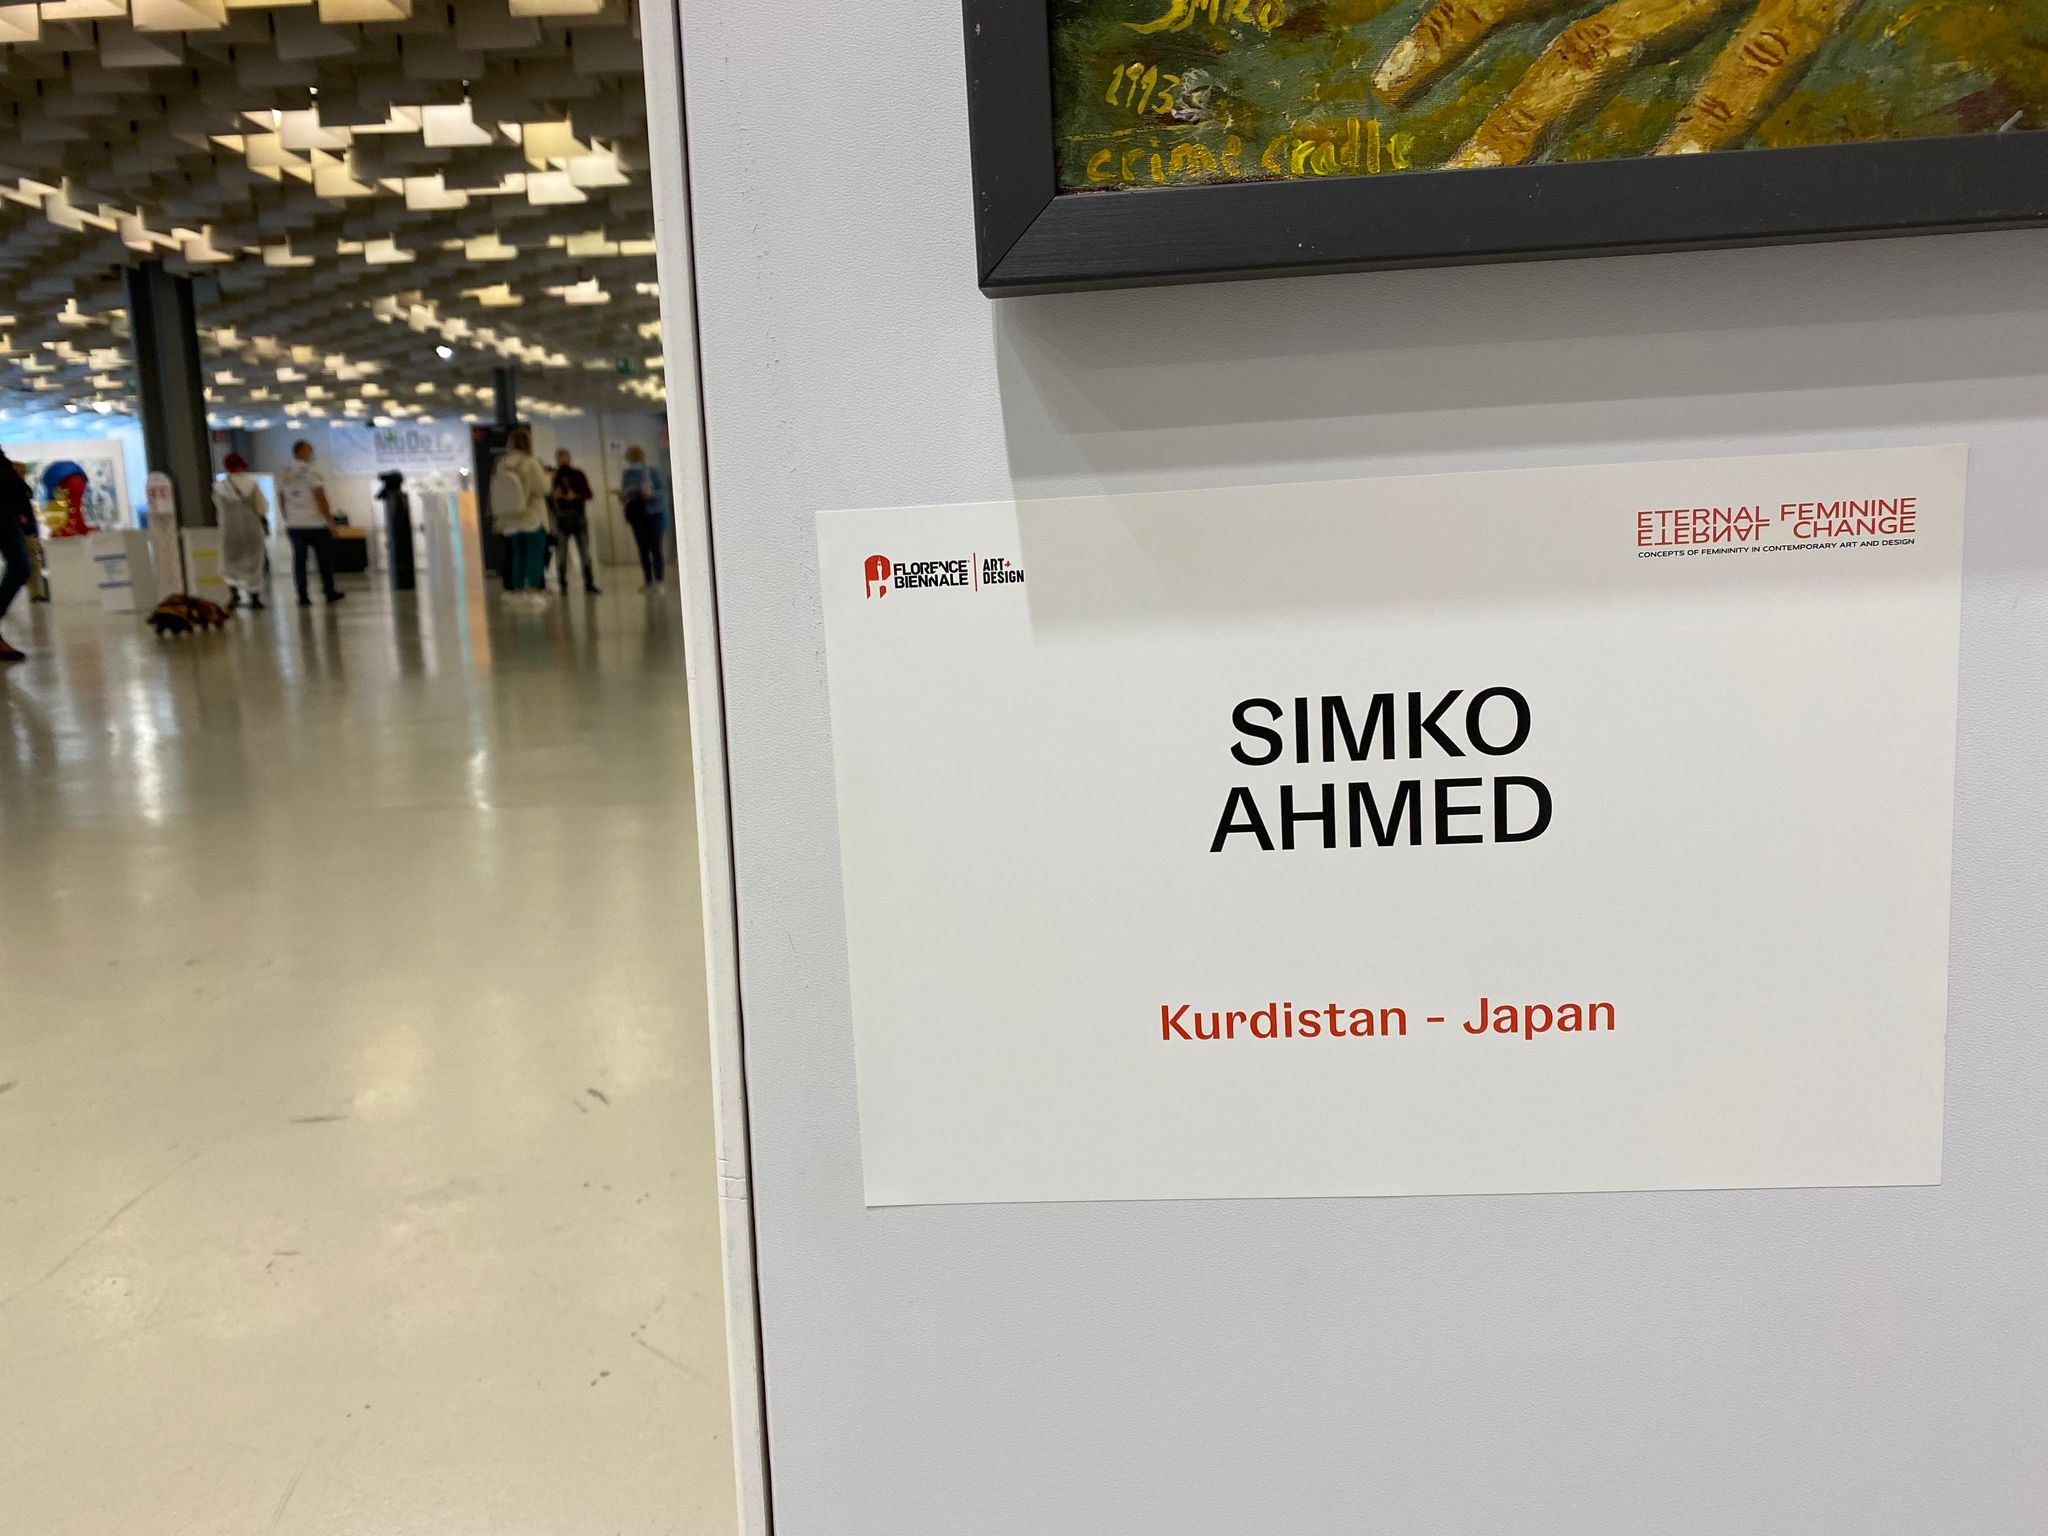 SIMKO
1993
crime cradle
FLORENCE
BIENNALE
ART+
DESIGN
ETERNAL FEMININE
ETERNAL CHANGE
CONCEPTS OF FEMININITY IN CONTEMPORARY ART AND DESIGN
SIMKO
AHMED
Kurdistan - Japan
MuDeT